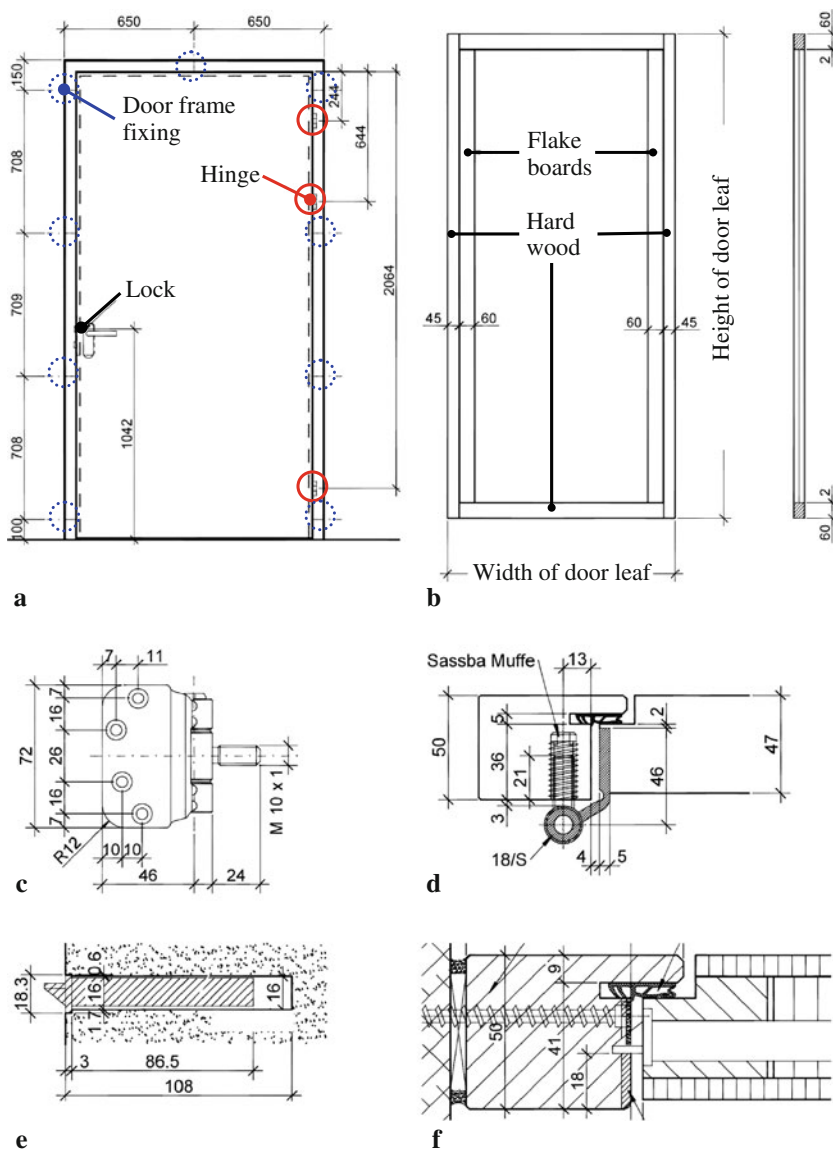 650
650
150
708
709
708
100
244
644
2064
1042
Door frame
fixing
Hinge
Lock
a
60
2
Flake
boards
Hard
wood
45
60
60
45
Height of door leaf
2
60
Width of door leaf
b
7
11
7
16
26
16
7
72
R12
10
10
46
24
M 10 x 1
c
Sassba Muffe
13
50
5
36
21
3
18/S
4
5
2
46
47
d
18.3
0.6
16
1.7
16
3
86.5
108
e
9
50
41
18
f